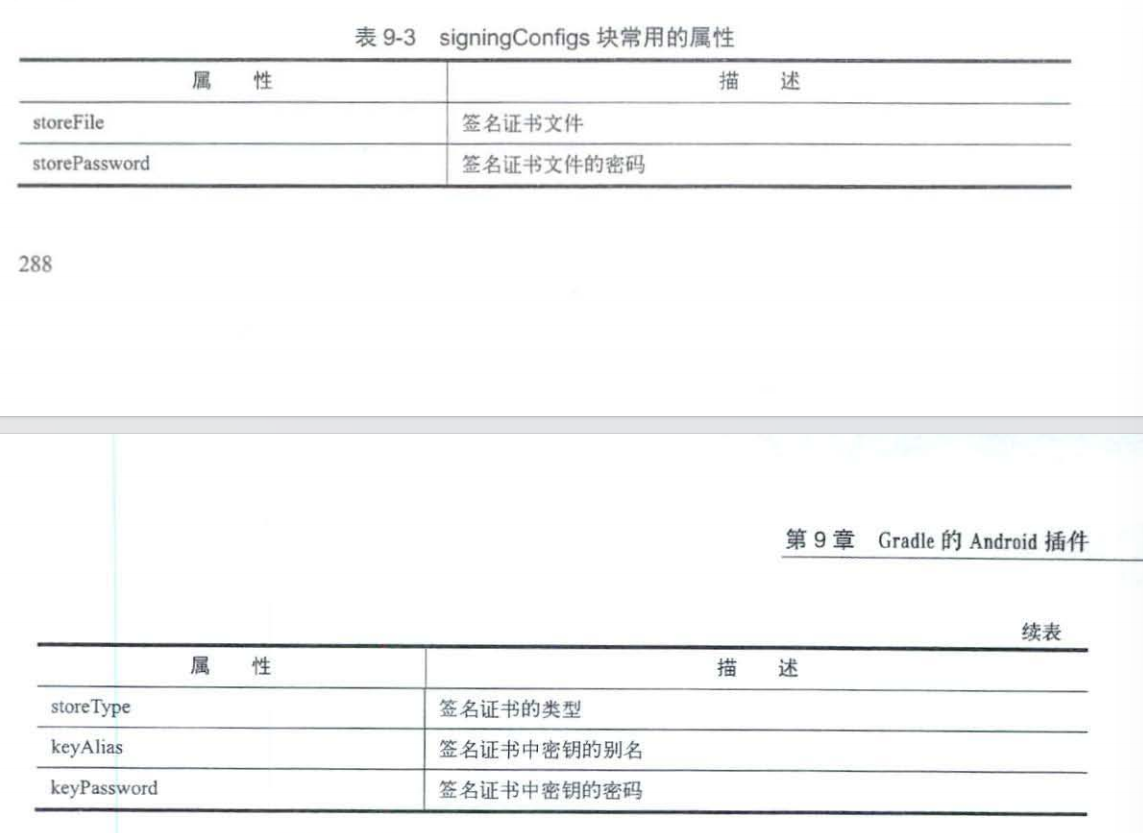 表 9-3 signingConfigs 块常用的属性
属 性 描 述
storeFile 签名证书文件
storePassword 签名证书文件的密码
288
第 9 章 Gradle 的 Android 插件
续表
属 性 描 述
storeType 签名证书的类型
keyAlias 签名证书中密钥的别名
keyPassword 签名证书中密钥的密码